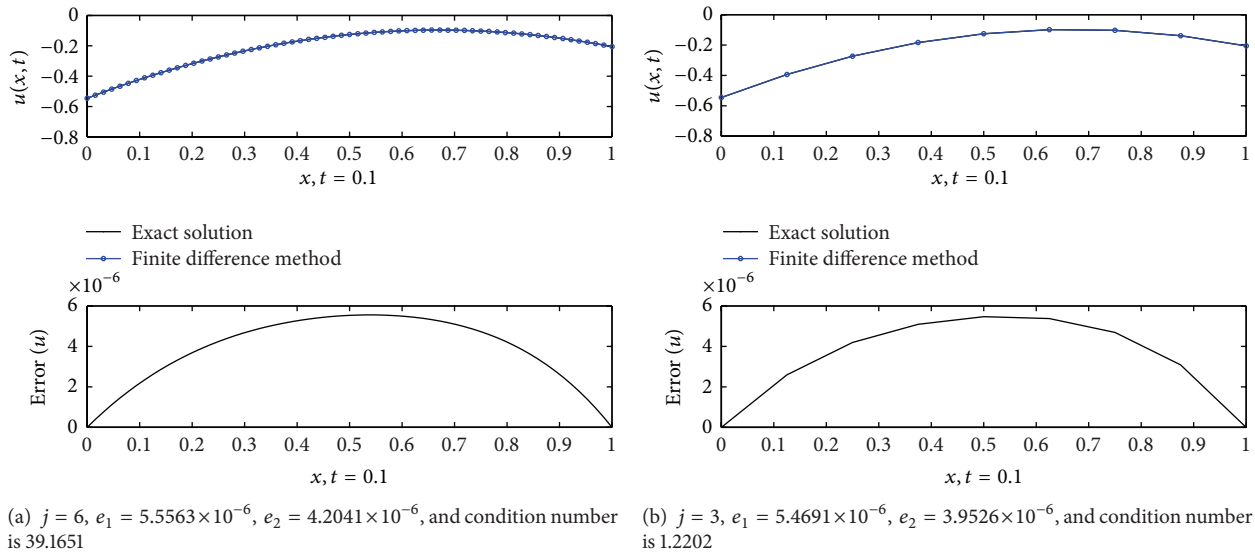 0
−0.2
−0.4
−0.6
−0.8
u(x, t)
0 0.1 0.2 0.3 0.4 0.5 0.6 0.7 0.8 0.9 1
x, t = 0.1
Exact solution
Finite difference method
×10⁻⁶
6
4
2
0
Error (u)
0 0.1 0.2 0.3 0.4 0.5 0.6 0.7 0.8 0.9 1
x, t = 0.1
(a) j = 6, e₁ = 5.5563×10⁻⁶, e₂ = 4.2041×10⁻⁶, and condition number
is 39.1651
0
−0.2
−0.4
−0.6
−0.8
u(x, t)
0 0.1 0.2 0.3 0.4 0.5 0.6 0.7 0.8 0.9 1
x, t = 0.1
Exact solution
Finite difference method
×10⁻⁶
6
4
2
0
Error (u)
0 0.1 0.2 0.3 0.4 0.5 0.6 0.7 0.8 0.9 1
x, t = 0.1
(b) j = 3, e₁ = 5.4691×10⁻⁶, e₂ = 3.9526×10⁻⁶, and condition number
is 1.2202